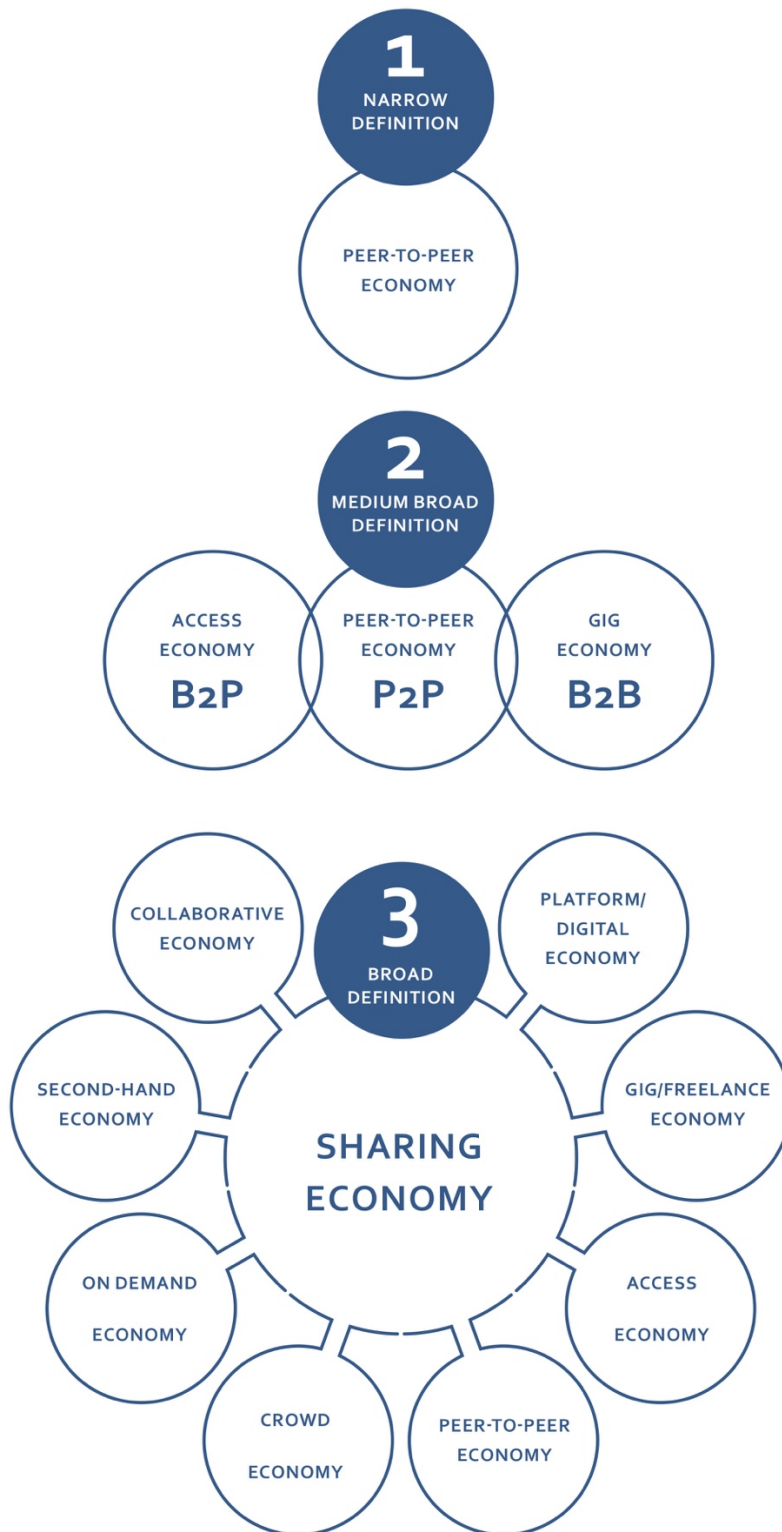 1
NARROW
DEFINITION
PEER-TO-PEER
ECONOMY
2
MEDIUM BROAD
DEFINITION
ACCESS
ECONOMY
B2P
PEER-TO-PEER
ECONOMY
P2P
GIG
ECONOMY
B2B
3
BROAD
DEFINITION
COLLABORATIVE
ECONOMY
PLATFORM/
DIGITAL
ECONOMY
SECOND-HAND
ECONOMY
GIG/FREELANCE
ECONOMY
SHARING
ECONOMY
ON DEMAND
ECONOMY
ACCESS
ECONOMY
CROWD
ECONOMY
PEER-TO-PEER
ECONOMY